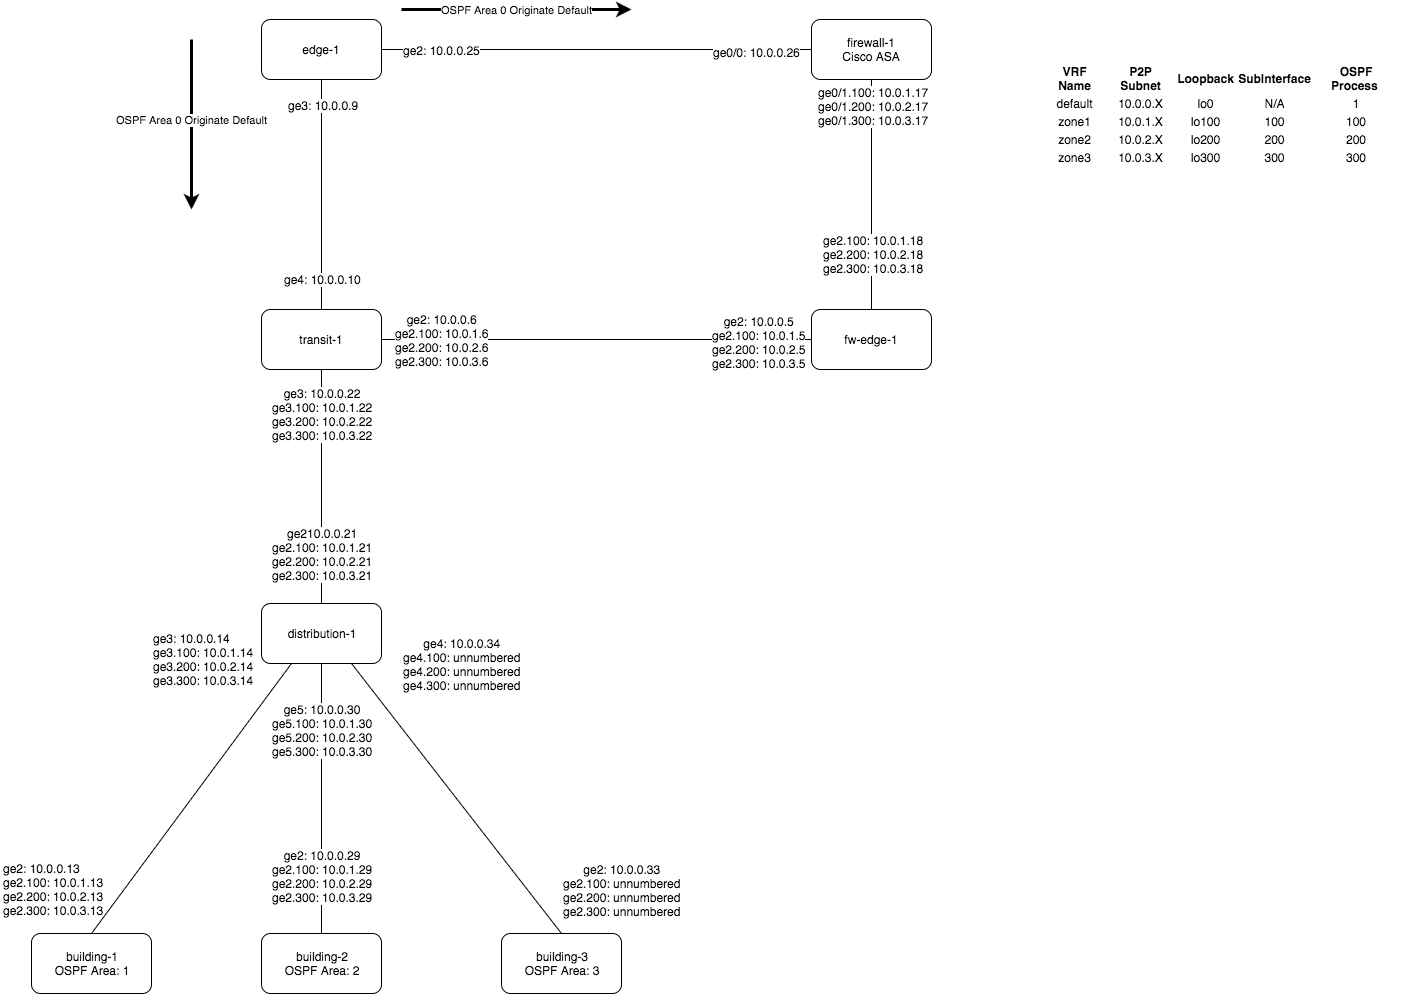 OSPF Area 0 Originate Default
edge-1
ge2: 10.0.0.25
ge0/0: 10.0.0.26
firewall-1
Cisco ASA
ge3: 10.0.0.9
OSPF Area 0 Originate Default
ge0/1.100: 10.0.1.17
ge0/1.200: 10.0.2.17
ge0/1.300: 10.0.3.17
VRF Name P2P Subnet Loopback SubInterface OSPF Process
default 10.0.0.X lo0 N/A 1
zone1 10.0.1.X lo100 100 100
zone2 10.0.2.X lo200 200 200
zone3 10.0.3.X lo300 300 300
ge2.100: 10.0.1.18
ge2.200: 10.0.2.18
ge2.300: 10.0.3.18
ge4: 10.0.0.10
transit-1
ge2: 10.0.0.6
ge2.100: 10.0.1.6
ge2.200: 10.0.2.6
ge2.300: 10.0.3.6
ge2: 10.0.0.5
ge2.100: 10.0.1.5
ge2.200: 10.0.2.5
ge2.300: 10.0.3.5
fw-edge-1
ge3: 10.0.0.22
ge3.100: 10.0.1.22
ge3.200: 10.0.2.22
ge3.300: 10.0.3.22
ge210.0.0.21
ge2.100: 10.0.1.21
ge2.200: 10.0.2.21
ge2.300: 10.0.3.21
distribution-1
ge3: 10.0.0.14
ge3.100: 10.0.1.14
ge3.200: 10.0.2.14
ge3.300: 10.0.3.14
ge4: 10.0.0.34
ge4.100: unnumbered
ge4.200: unnumbered
ge4.300: unnumbered
ge5: 10.0.0.30
ge5.100: 10.0.1.30
ge5.200: 10.0.2.30
ge5.300: 10.0.3.30
ge2: 10.0.0.13
ge2.100: 10.0.1.13
ge2.200: 10.0.2.13
ge2.300: 10.0.3.13
ge2: 10.0.0.29
ge2.100: 10.0.1.29
ge2.200: 10.0.2.29
ge2.300: 10.0.3.29
ge2: 10.0.0.33
ge2.100: unnumbered
ge2.200: unnumbered
ge2.300: unnumbered
building-1
OSPF Area: 1
building-2
OSPF Area: 2
building-3
OSPF Area: 3